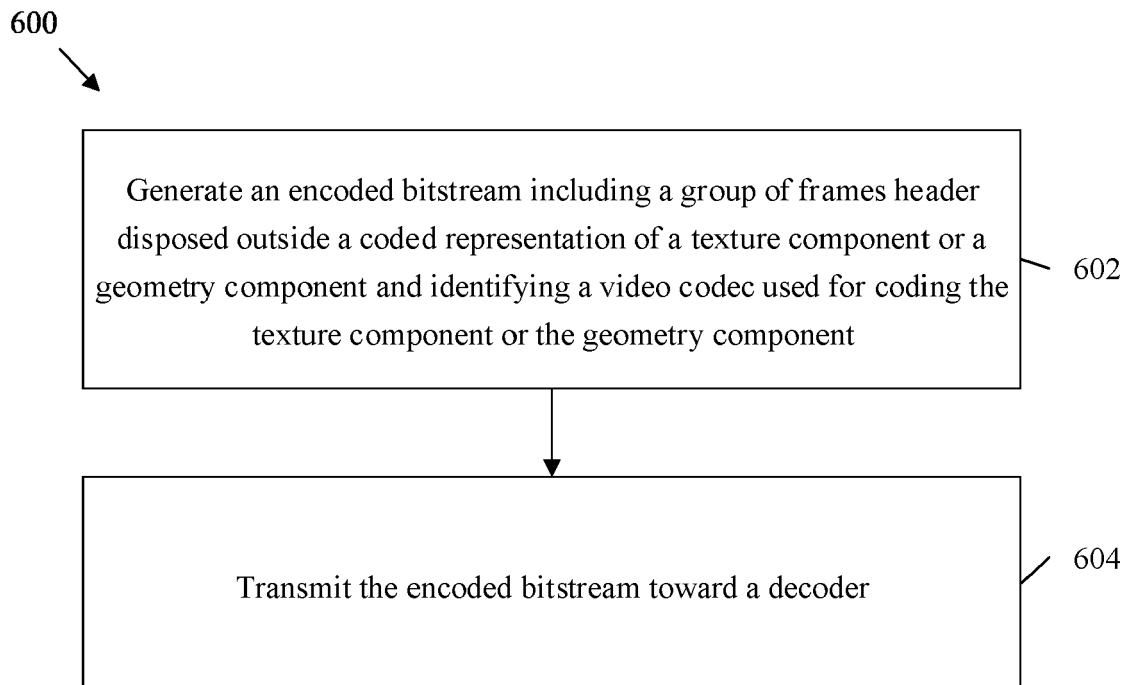 600
Generate an encoded bitstream including a group of frames header
disposed outside a coded representation of a texture component or a
geometry component and identifying a video codec used for coding the
texture component or the geometry component
602
Transmit the encoded bitstream toward a decoder
604